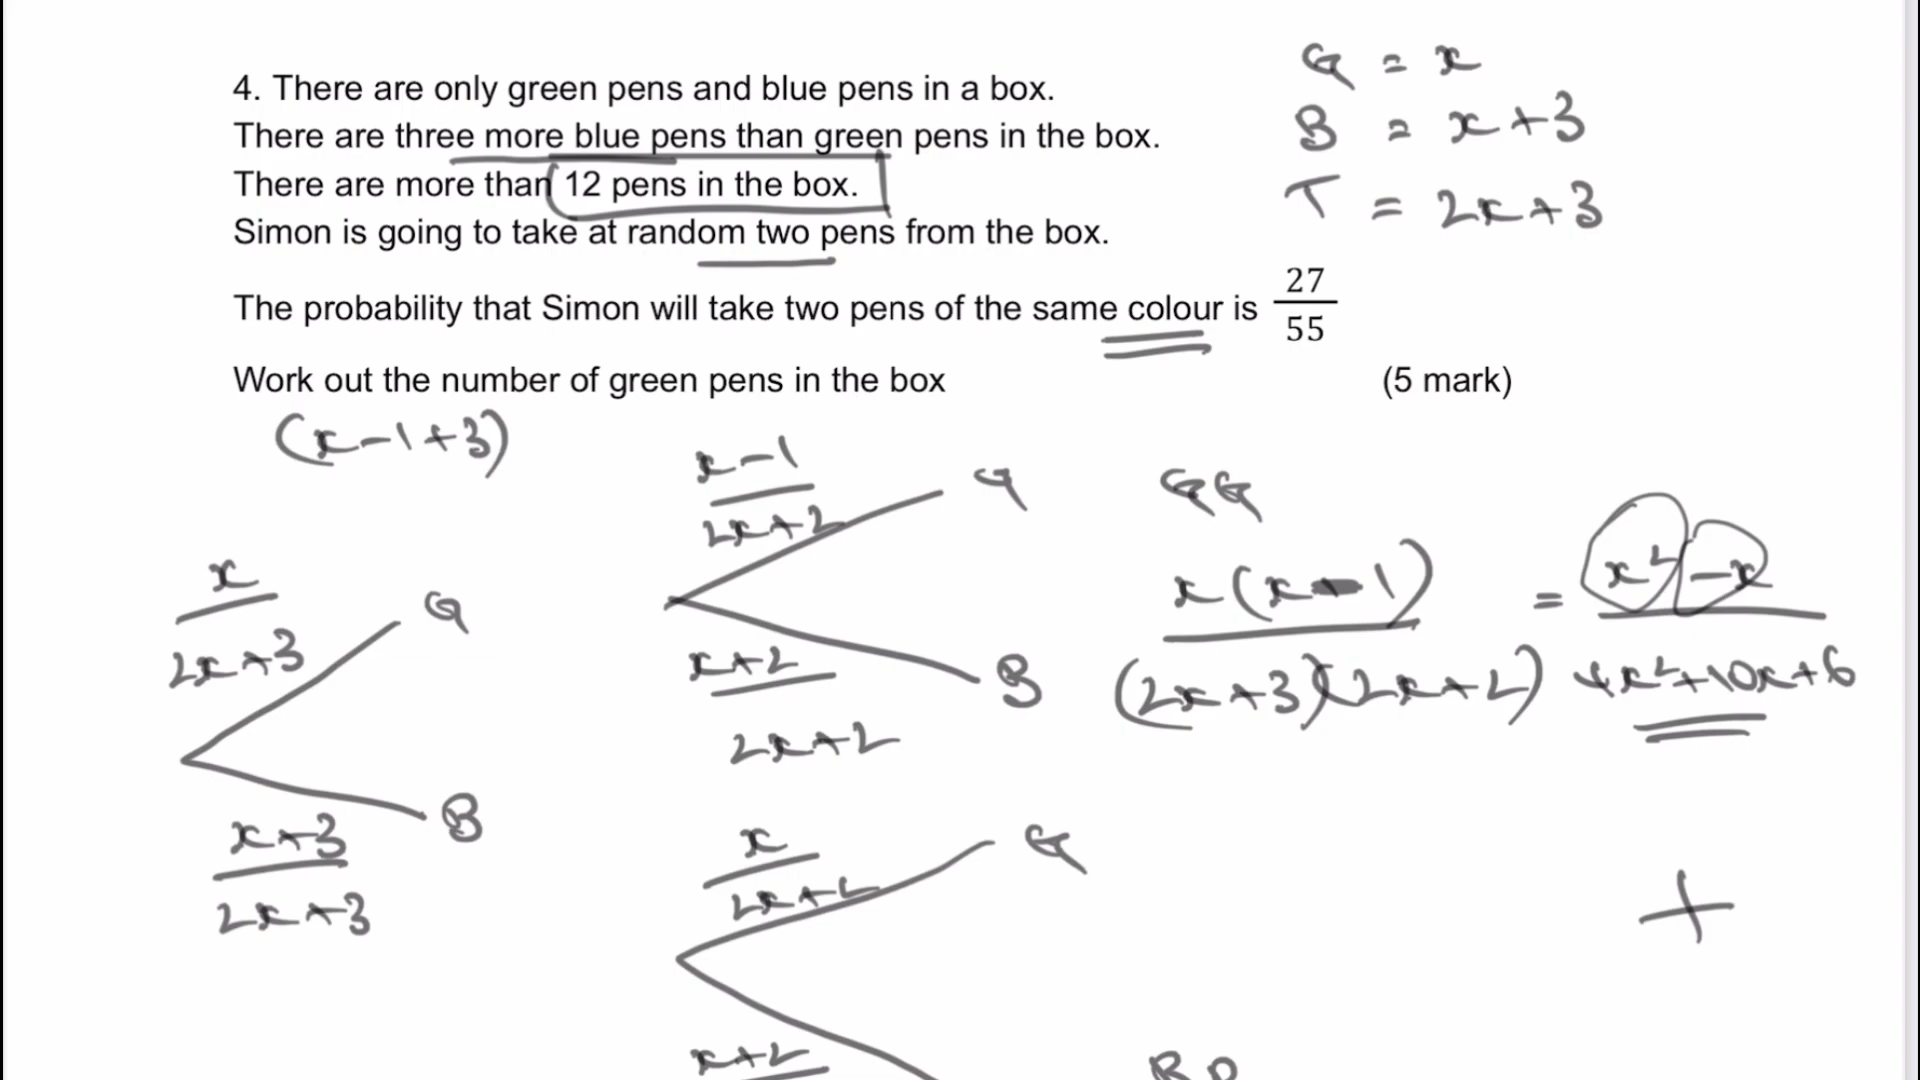 4. There are only green pens and blue pens in a box.
There are three more blue pens than green pens in the box.
There are more than 12 pens in the box.
Simon is going to take at random two pens from the box.
The probability that Simon will take two pens of the same colour is 27/55
Work out the number of green pens in the box (5 mark)
G = x
B = x+3
T = 2x+3
(x-1+3)
x/2x+3
G
B
x+3/2x+3
x-1/2x+2
G
x+2/2x+2
B
x/2x+2
G
x+2
GG
x(x-1)/(2x+3)(2x+2) = x²-x/4x²+10x+6
+